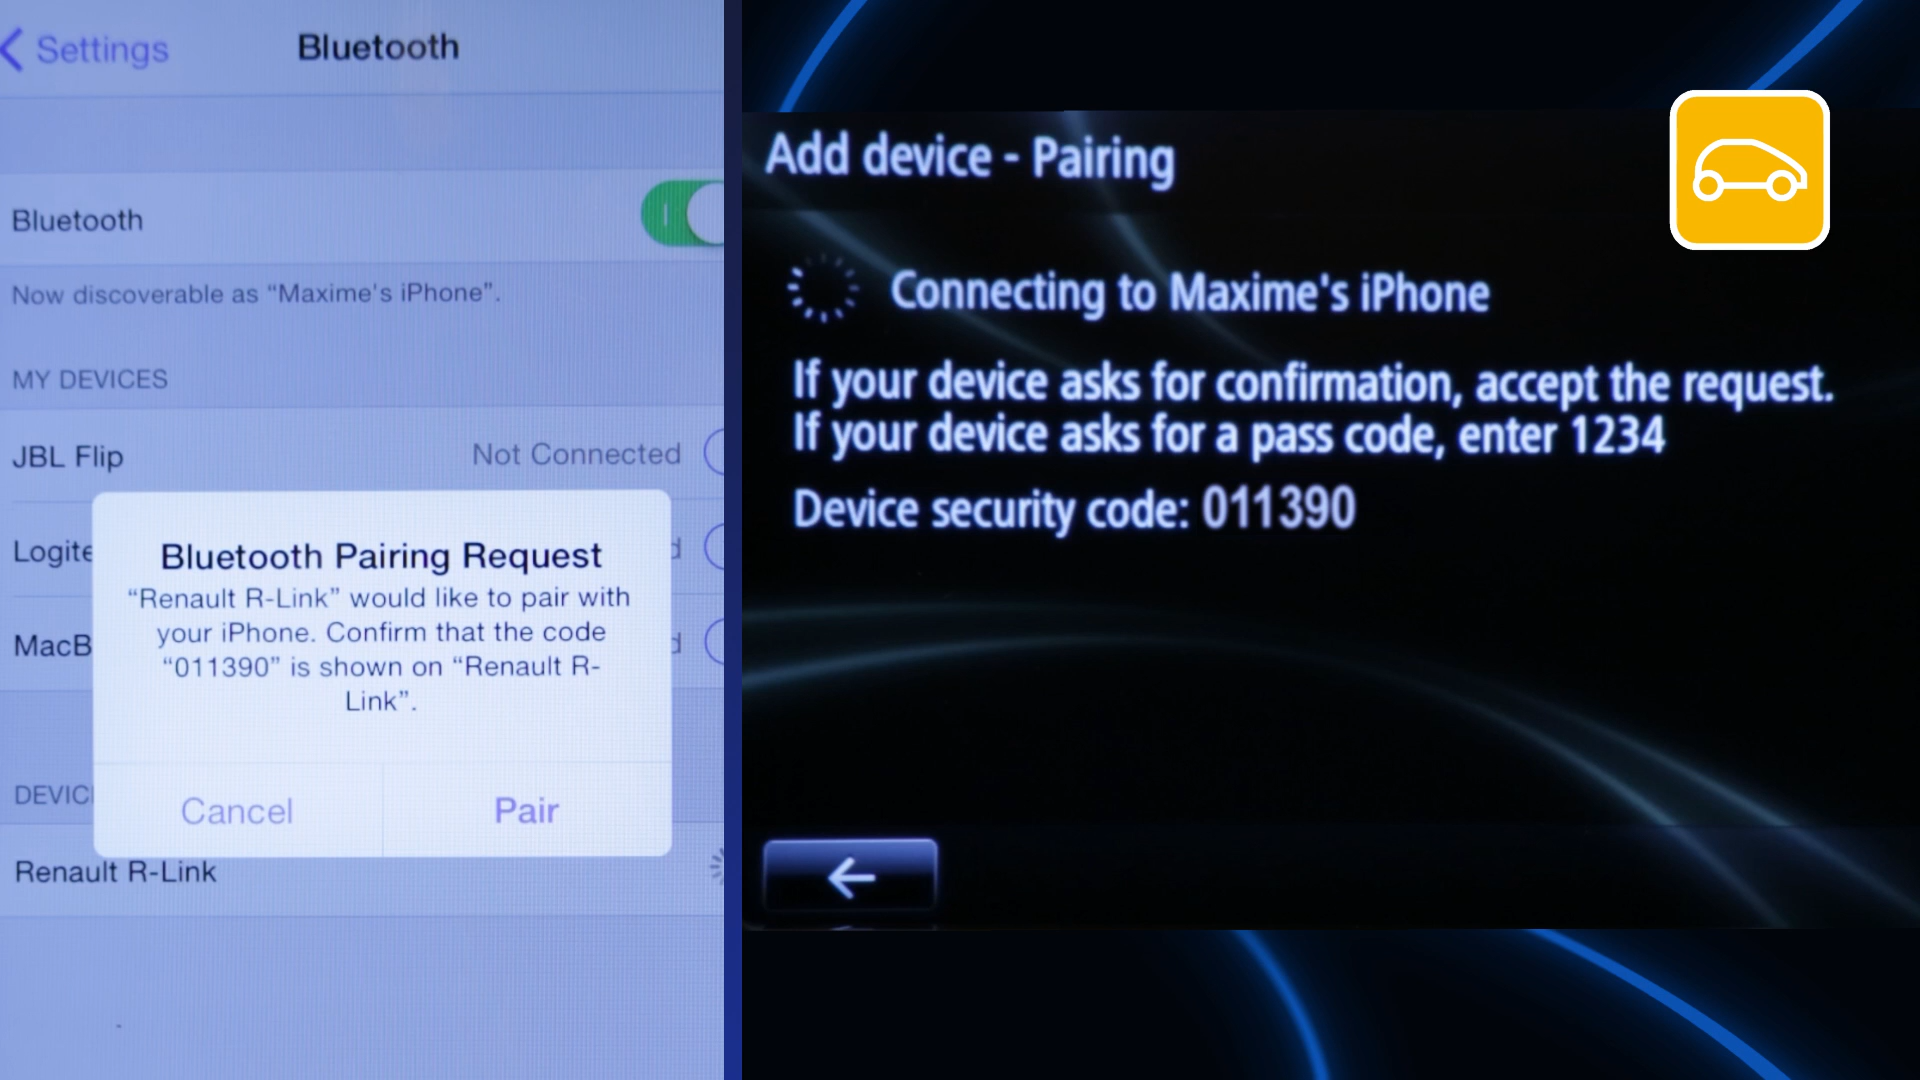 Settings
Bluetooth
Bluetooth
Now discoverable as “Maxime's iPhone”.
MY DEVICES
JBL Flip Not Connected
Bluetooth Pairing Request
“Renault R-Link” would like to pair with
your iPhone. Confirm that the code
“011390” is shown on “Renault R-
Link”.
Cancel Pair
Renault R-Link
Add device - Pairing
Connecting to Maxime's iPhone
If your device asks for confirmation, accept the request.
If your device asks for a pass code, enter 1234
Device security code: 011390